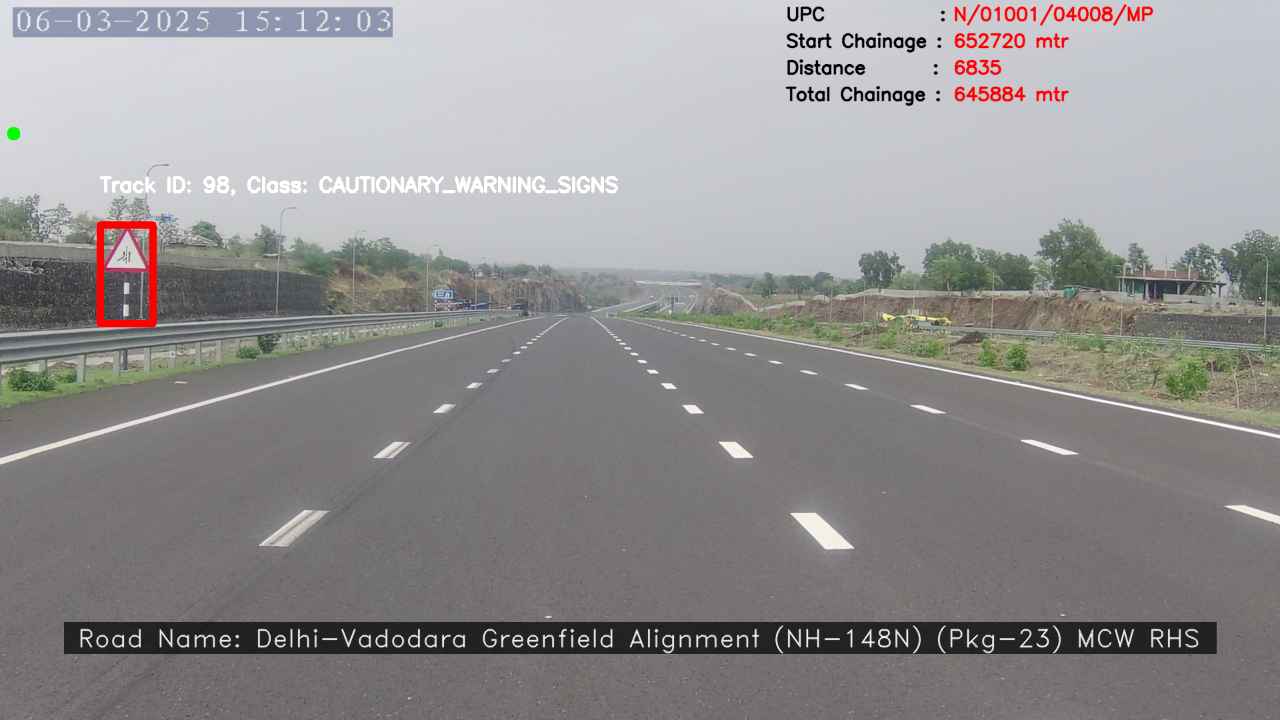 06-03-2025 15:12:03
UPC : N/01001/04008/MP
Start Chainage : 652720 mtr
Distance : 6835
Total Chainage : 645884 mtr
Track ID: 98, Class: CAUTIONARY_WARNING_SIGNS
Road Name: Delhi-Vadodara Greenfield Alignment (NH-148N) (Pkg-23) MCW RHS